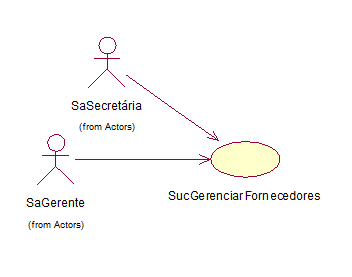 SaSecretária
(from Actors)
SaGerente
(from Actors)
SucGerenciarFornecedores